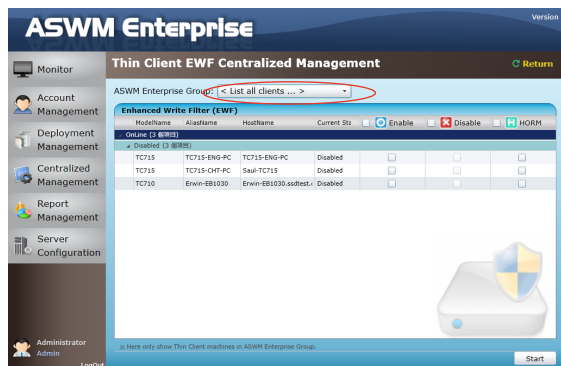 Version
ASWM Enterprise
Thin Client EWF Centralized Management
Return
Monitor
Account
Management
Deployment
Management
Centralized
Management
Report
Management
Server
Configuration
Administrator
Admin
LogOut
ASWM Enterprise Group: < List all clients ... >
Enhanced Write Filter (EWF)
ModelName AliasName HostName Current Sta Enable Disable HORM
OnLine (3 個項目)
Disabled (3 個項目)
TC715 TC715-ENG-PC TC715-ENG-PC Disabled
TC715 TC715-CHT-PC Saul-TC715 Disabled
TC710 Erwin-EB1030 Erwin-EB1030.ssdtest.c Disabled
※ Here only show Thin Client machines in ASWM Enterprise Group.
Start